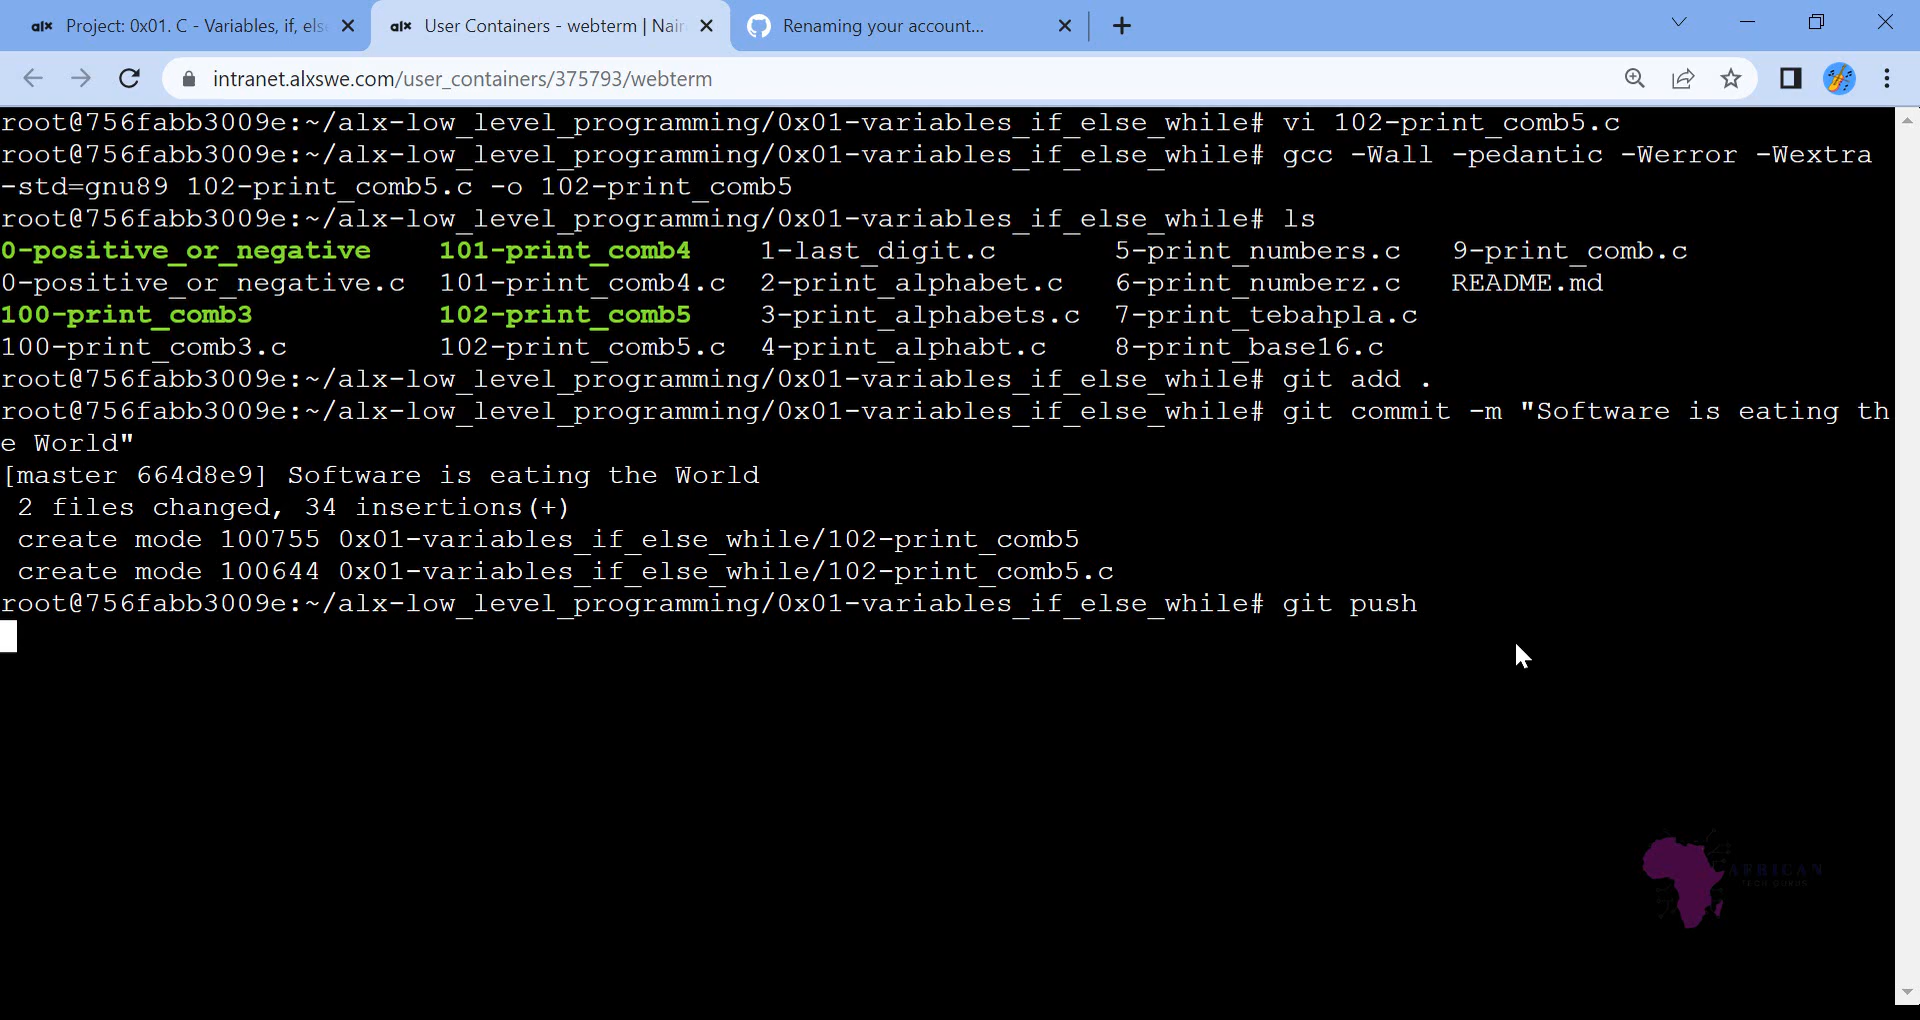 Project: 0x01. C - Variables, if, els
User Containers - webterm | Nair
Renaming your account...
intranet.alxswe.com/user_containers/375793/webterm
root@756fabb3009e:~/alx-low_level_programming/0x01-variables_if_else_while# vi 102-print_comb5.c
root@756fabb3009e:~/alx-low_level_programming/0x01-variables_if_else_while# gcc -Wall -pedantic -Werror -Wextra
-std=gnu89 102-print_comb5.c -o 102-print_comb5
root@756fabb3009e:~/alx-low_level_programming/0x01-variables_if_else_while# ls
0-positive_or_negative 101-print_comb4 1-last_digit.c 5-print_numbers.c 9-print_comb.c
0-positive_or_negative.c 101-print_comb4.c 2-print_alphabet.c 6-print_numberz.c README.md
100-print_comb3 102-print_comb5 3-print_alphabets.c 7-print_tebahpla.c
100-print_comb3.c 102-print_comb5.c 4-print_alphabt.c 8-print_base16.c
root@756fabb3009e:~/alx-low_level_programming/0x01-variables_if_else_while# git add .
root@756fabb3009e:~/alx-low_level_programming/0x01-variables_if_else_while# git commit -m "Software is eating th
e World"
[master 664d8e9] Software is eating the World
2 files changed, 34 insertions(+)
create mode 100755 0x01-variables_if_else_while/102-print_comb5
create mode 100644 0x01-variables_if_else_while/102-print_comb5.c
root@756fabb3009e:~/alx-low_level_programming/0x01-variables_if_else_while# git push
AFRICAN
TECH GURUS